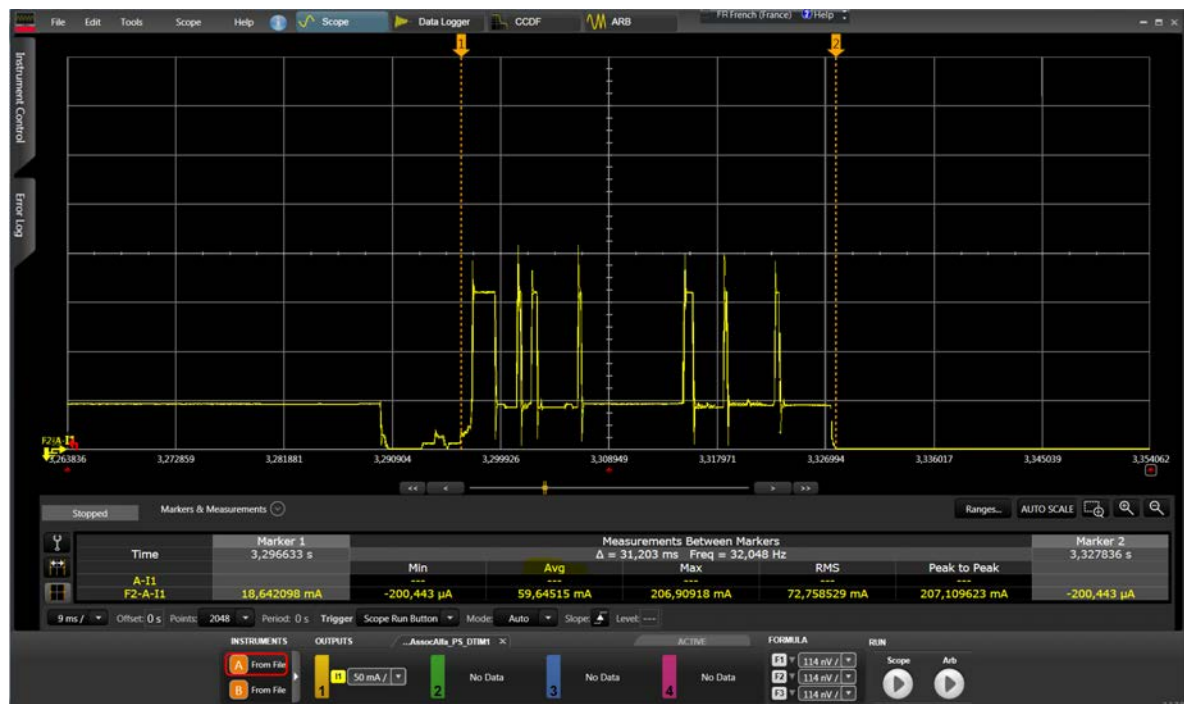 File Edit Tools Scope Help Scope Data Logger CCDF ARB FR French (France) Help
1 2
Instrument Control
Error Log
F2-A-I1
3,263836 3,272859 3,281881 3,290904 3,299926 3,308949 3,317971 3,326994 3,336017 3,345039 3,354062
<< < > >>
Stopped Markers & Measurements Ranges... AUTO SCALE
Marker 1 Measurements Between Markers Marker 2
Time 3,296633 s Δ = 31,203 ms Freq = 32,048 Hz 3,327836 s
Min Avg Max RMS Peak to Peak
A-I1 --- --- --- --- ---
F2-A-I1 18,642098 mA -200,443 µA 59,64515 mA 206,90918 mA 72,758529 mA 207,109623 mA -200,443 µA
9 ms / Offset: 0 s Points: 2048 Period: 0 s Trigger Scope Run Button Mode: Auto Slope: Level: ---
INSTRUMENTS OUTPUTS ...AssocAlla_PS_DTIM1 × ACTIVE FORMULA RUN
A From File 1 I1 50 mA / 2 No Data 3 No Data 4 No Data F1 114 nV / Scope Arb
F2 114 nV /
B From File F3 114 nV /